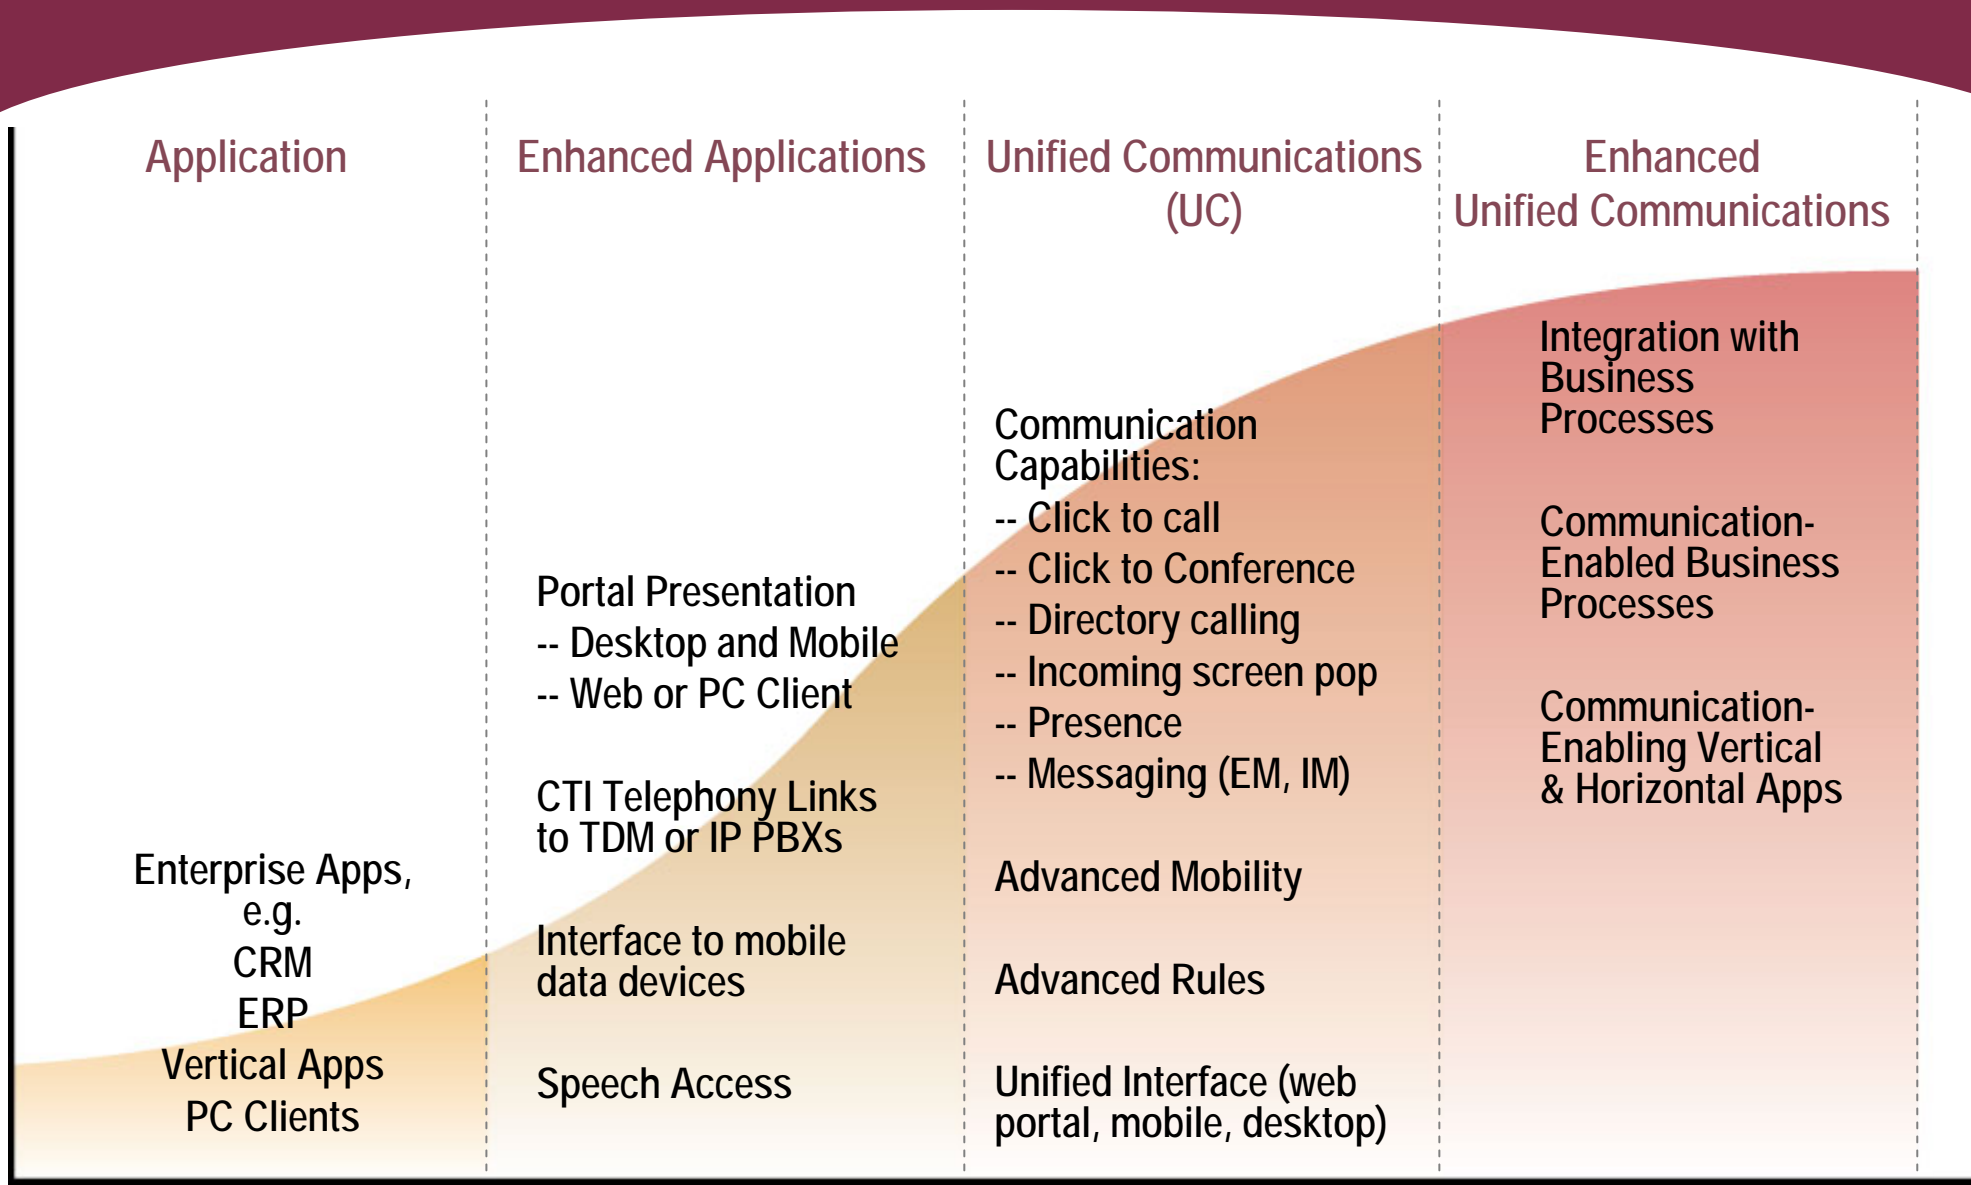 Application
Enhanced Applications
Unified Communications
(UC)
Enhanced
Unified Communications
Enterprise Apps,
e.g.
CRM
ERP
Vertical Apps
PC Clients
Portal Presentation
-- Desktop and Mobile
-- Web or PC Client
CTI Telephony Links
to TDM or IP PBXs
Interface to mobile
data devices
Speech Access
Communication
Capabilities:
-- Click to call
-- Click to Conference
-- Directory calling
-- Incoming screen pop
-- Presence
-- Messaging (EM, IM)
Advanced Mobility
Advanced Rules
Unified Interface (web
portal, mobile, desktop)
Integration with
Business
Processes
Communication-
Enabled Business
Processes
Communication-
Enabling Vertical
& Horizontal Apps